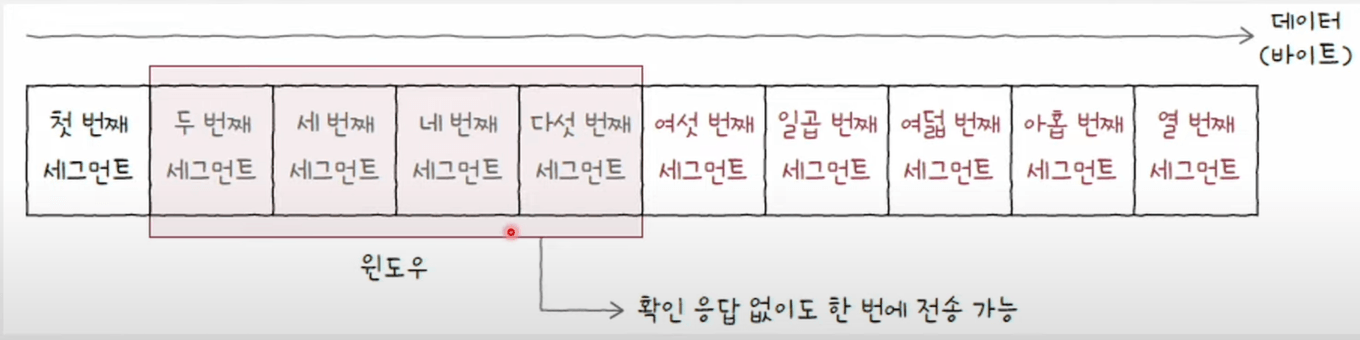 데이터
(바이트)
첫 번째 두 번째 세 번째 네 번째 다섯 번째 여섯 번째 일곱 번째 여덟 번째 아홉 번째 열 번째
세그먼트 세그먼트 세그먼트 세그먼트 세그먼트 세그먼트 세그먼트 세그먼트 세그먼트 세그먼트
윈도우
확인 응답 없이도 한 번에 전송 가능